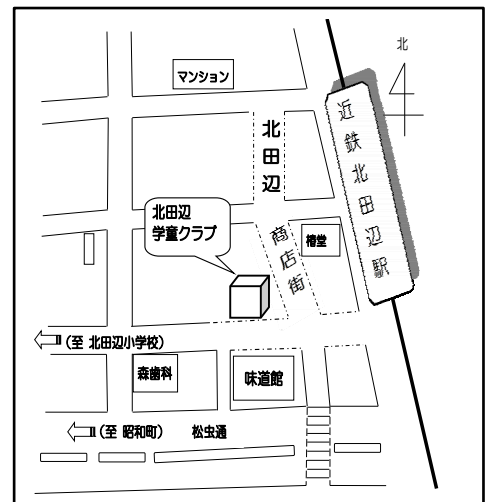 北
マンション
近鉄北田辺駅
北田辺
商店街
北田辺
学童クラブ
椿堂
(至 北田辺小学校)
森歯科
味道館
(至 昭和町)
松虫通